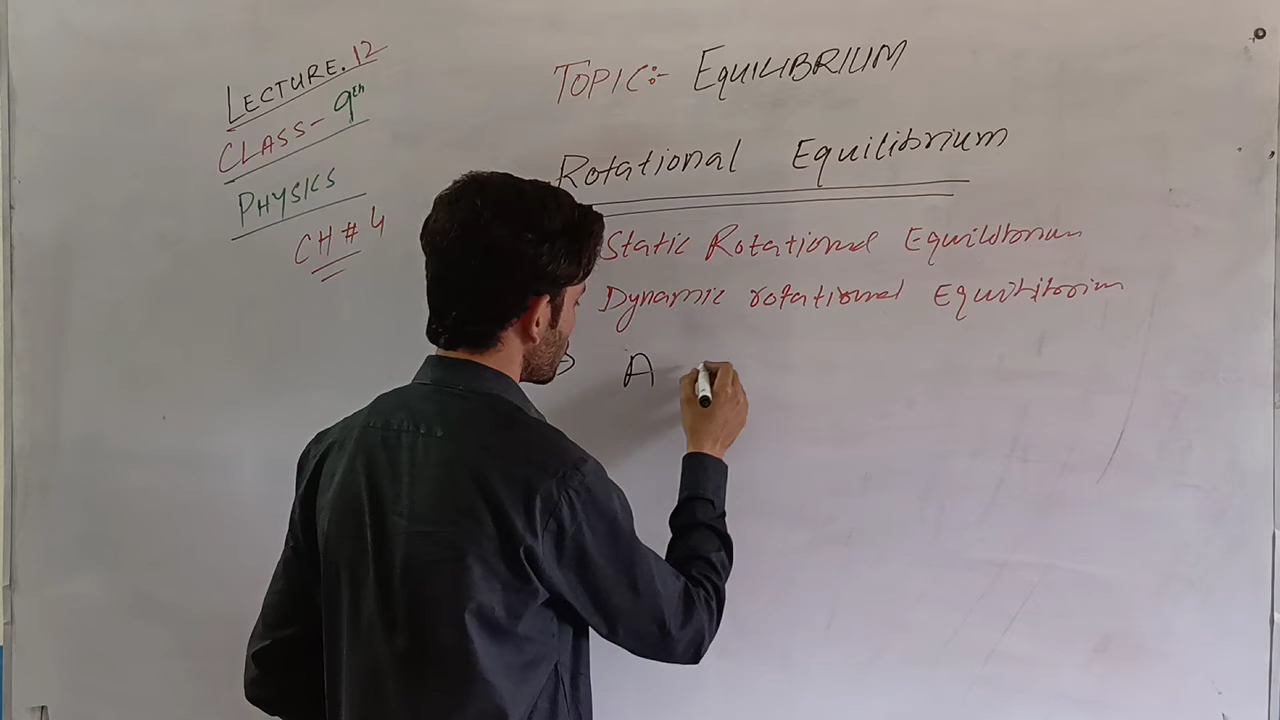 LECTURE.12
CLASS- 9th
PHYSICS
CH # 4
TOPIC:- EQUILIBRIUM
Rotational Equilibrium
Static Rotational Equilibrium
Dynamic rotational Equilibrium
A